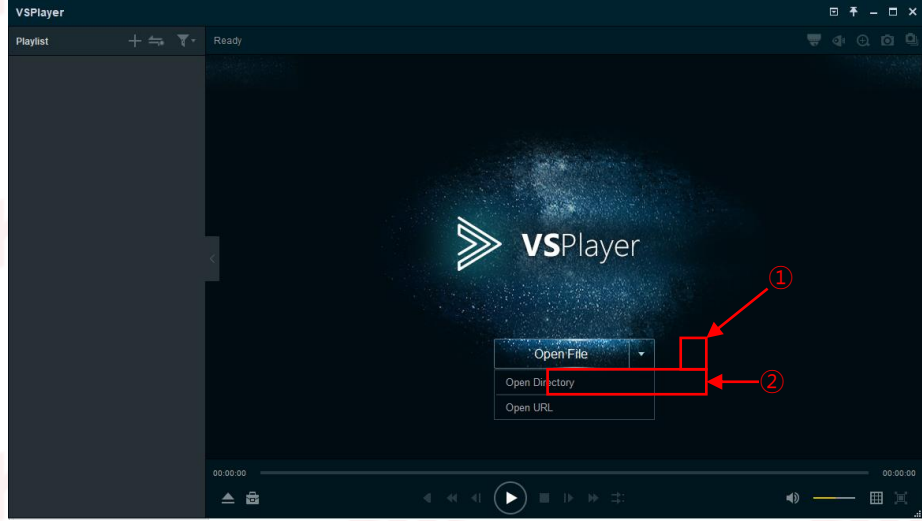 VSPlayer
Playlist
Ready
VSPlayer
①
Open File
Open Directory
②
Open URL
00:00:00
00:00:00